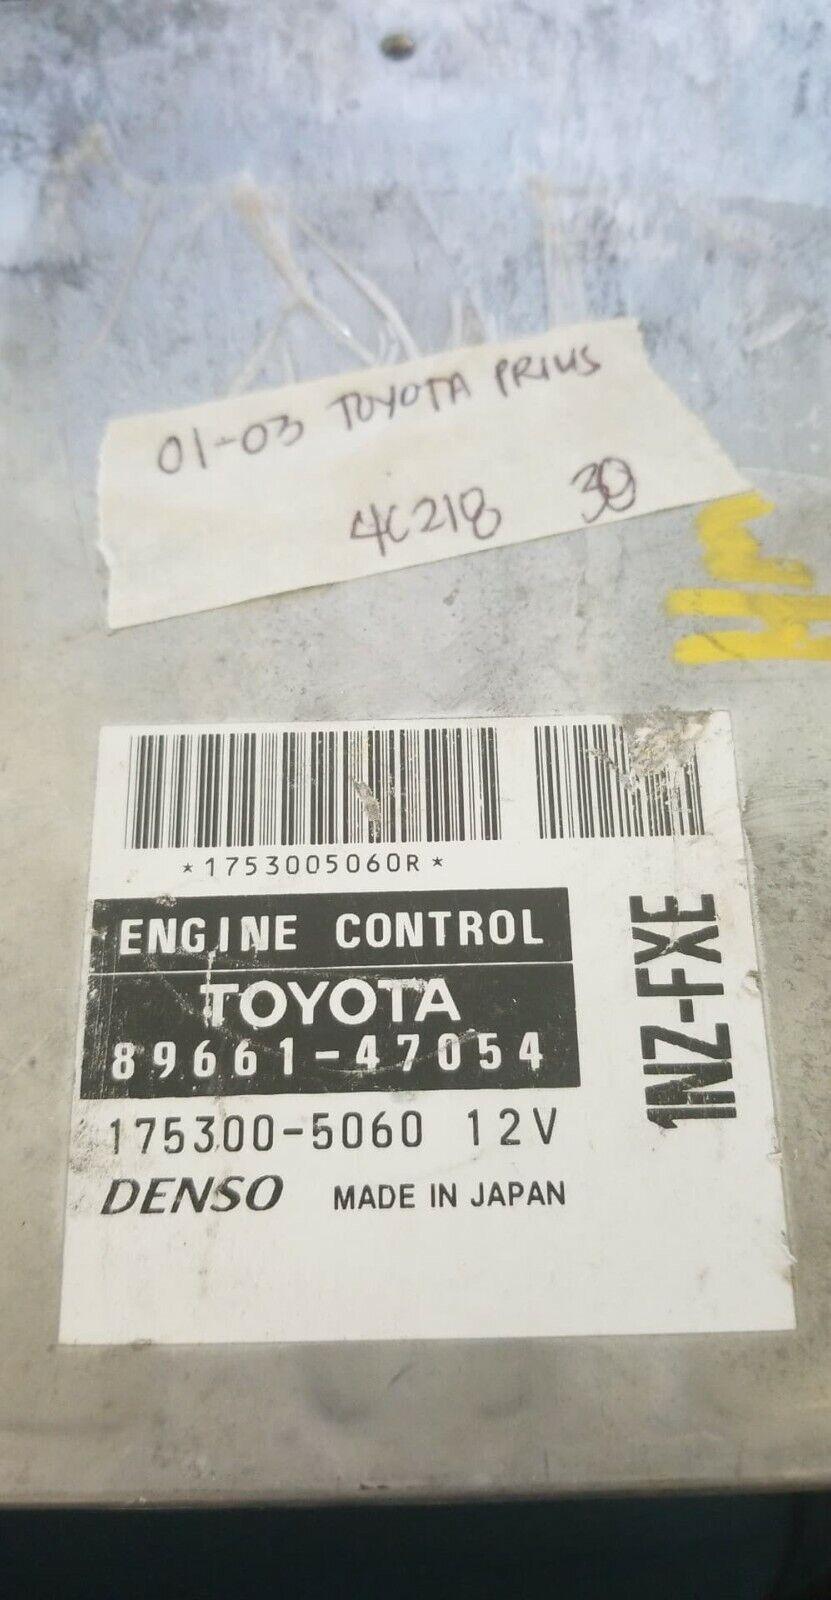 01-03 TOYOTA PRIUS
4C218 30
*1753005060R*
ENGINE CONTROL
TOYOTA
89661-47054
175300-5060 12V
DENSO MADE IN JAPAN
1NZ-FXE